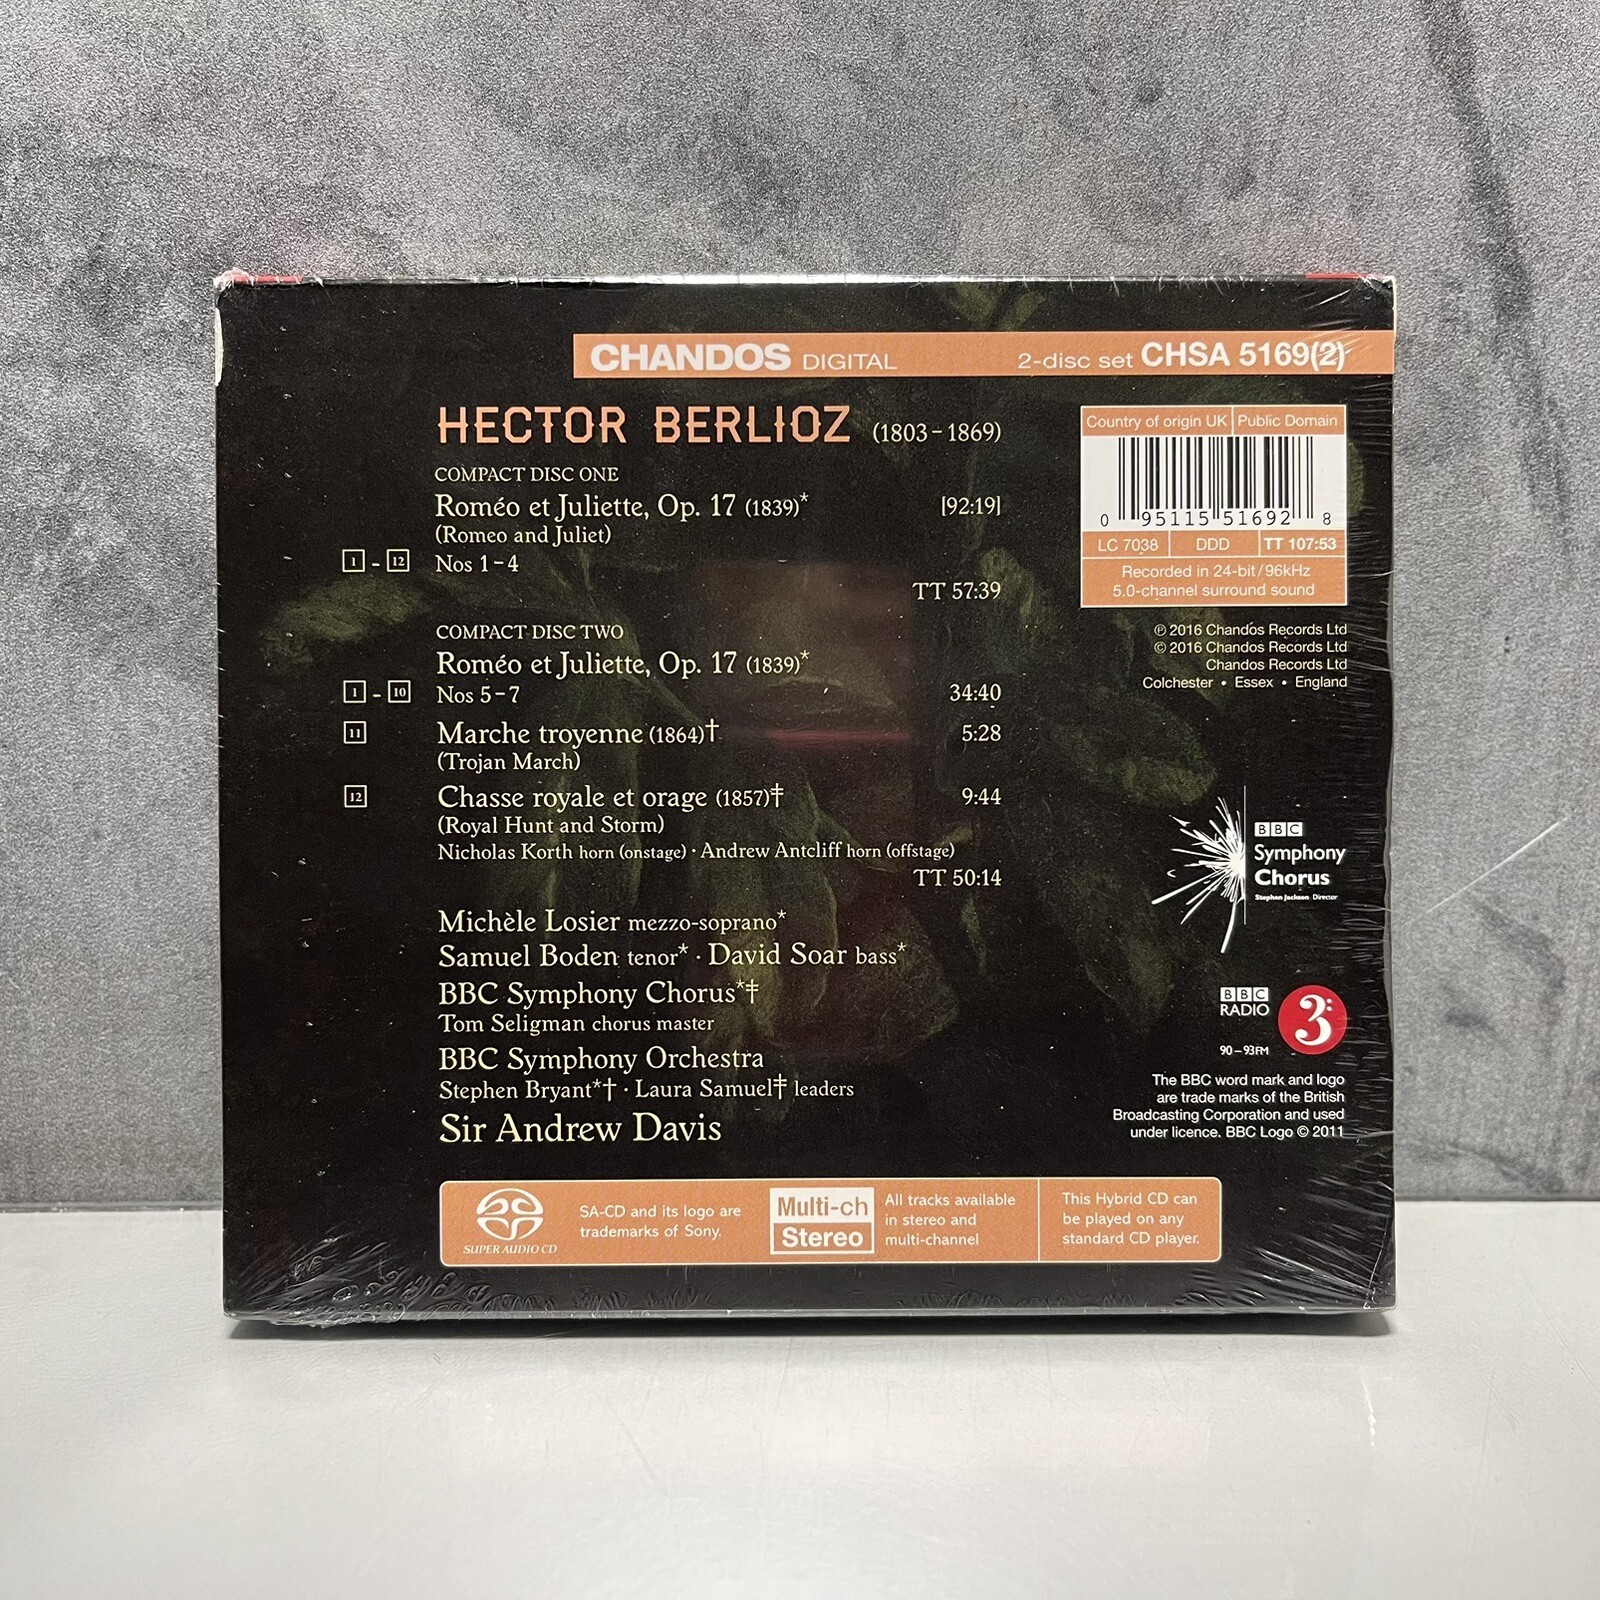 CHANDOS DIGITAL 2-disc set CHSA 5169(2)
HECTOR BERLIOZ (1803–1869)
COMPACT DISC ONE
Roméo et Juliette, Op. 17 (1839)* [92:19]
(Romeo and Juliet)
1 - 12 Nos 1–4
TT 57:39
COMPACT DISC TWO
Roméo et Juliette, Op. 17 (1839)*
1 - 10 Nos 5–7 34:40
11 Marche troyenne (1864)† 5:28
(Trojan March)
12 Chasse royale et orage (1857)‡ 9:44
(Royal Hunt and Storm)
Nicholas Korth horn (onstage) · Andrew Antcliff horn (offstage)
TT 50:14
Michèle Losier mezzo-soprano*
Samuel Boden tenor* · David Soar bass*
BBC Symphony Chorus*‡
Tom Seligman chorus master
BBC Symphony Orchestra
Stephen Bryant*† · Laura Samuel‡ leaders
Sir Andrew Davis
Country of origin UK Public Domain
0 95115 51692 8
LC 7038 DDD TT 107:53
Recorded in 24-bit/96kHz
5.0-channel surround sound
℗ 2016 Chandos Records Ltd
© 2016 Chandos Records Ltd
Chandos Records Ltd
Colchester • Essex • England
BBC
Symphony
Chorus
Stephen Jackson Director
BBC
RADIO
3
90–93FM
The BBC word mark and logo
are trade marks of the British
Broadcasting Corporation and used
under licence. BBC Logo © 2011
SUPER AUDIO CD
SA-CD and its logo are
trademarks of Sony.
Multi-ch
Stereo
All tracks available
in stereo and
multi-channel
This Hybrid CD can
be played on any
standard CD player.